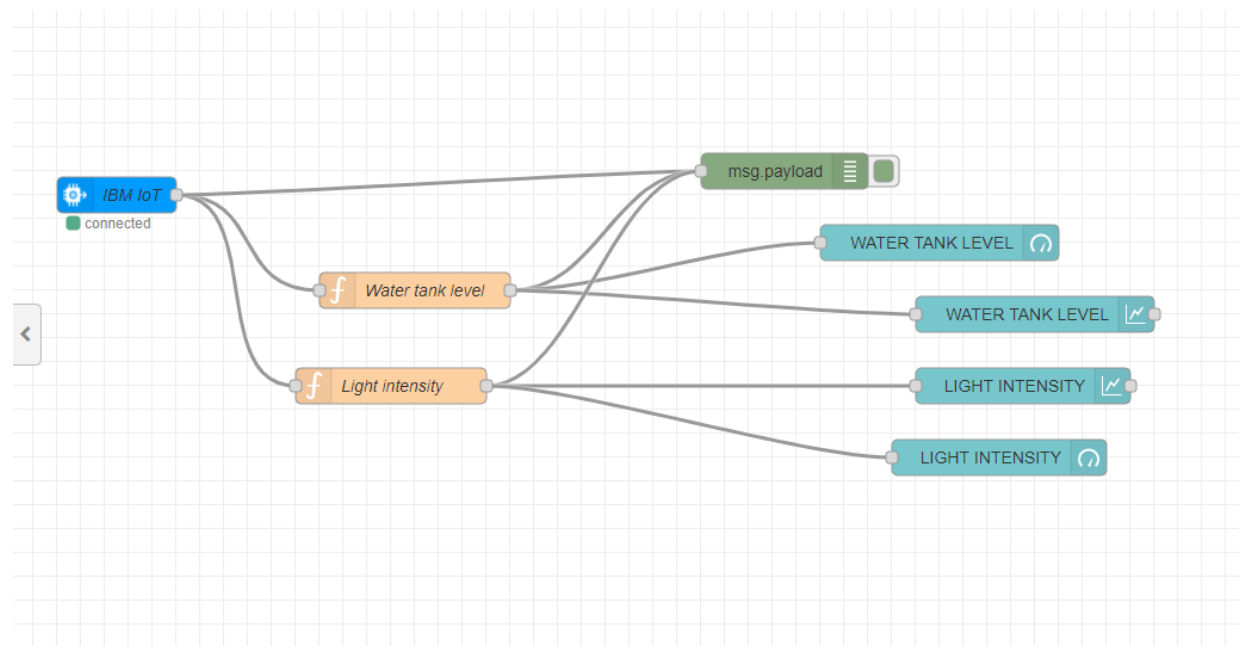 msg.payload
IBM IoT
connected
WATER TANK LEVEL
Water tank level
WATER TANK LEVEL
Light intensity
LIGHT INTENSITY
LIGHT INTENSITY